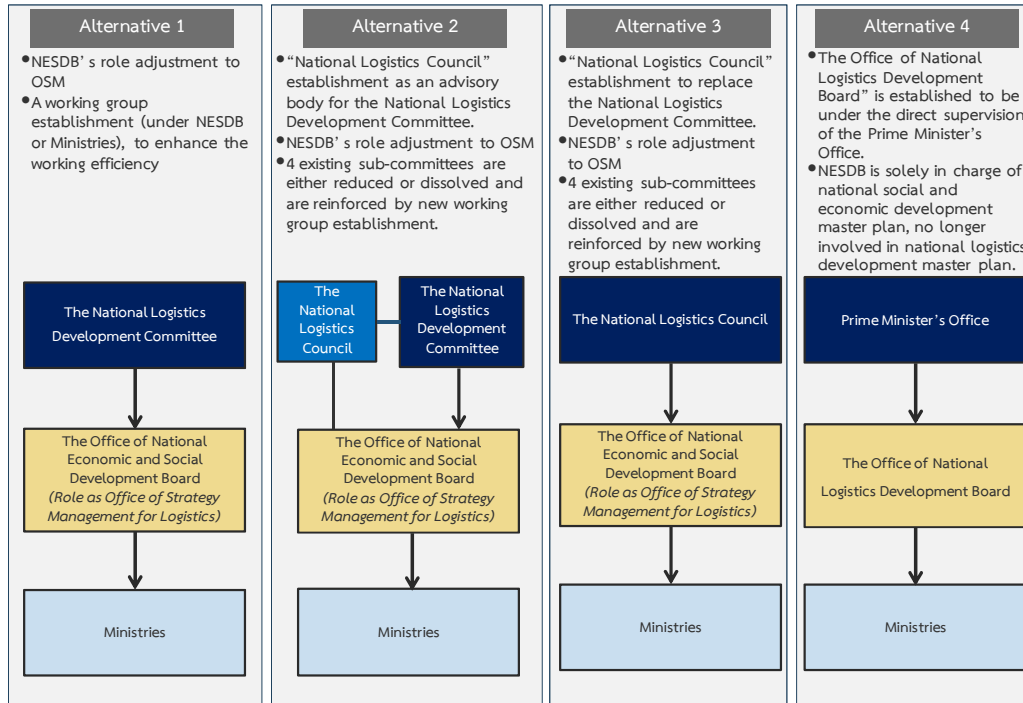 Alternative 1
•NESDB’ s role adjustment to
OSM
•A working group
establishment (under NESDB
or Ministries), to enhance the
working efficiency
The National Logistics
Development Committee
The Office of National
Economic and Social
Development Board
(Role as Office of Strategy
Management for Logistics)
Ministries
Alternative 2
•“National Logistics Council”
establishment as an advisory
body for the National Logistics
Development Committee.
•NESDB’ s role adjustment to OSM
•4 existing sub-committees are
either reduced or dissolved and
are reinforced by new working
group establishment.
The
National
Logistics
Council
The National
Logistics
Development
Committee
The Office of National
Economic and Social
Development Board
(Role as Office of Strategy
Management for Logistics)
Ministries
Alternative 3
•“National Logistics Council”
establishment to replace
the National Logistics
Development Committee.
•NESDB’ s role adjustment
to OSM
•4 existing sub-committees
are either reduced or
dissolved and are
reinforced by new working
group establishment.
The National Logistics Council
The Office of National
Economic and Social
Development Board
(Role as Office of Strategy
Management for Logistics)
Ministries
Alternative 4
•The Office of National
Logistics Development
Board” is established to be
under the direct supervision
of the Prime Minister’s
Office.
•NESDB is solely in charge of
national social and
economic development
master plan, no longer
involved in national logistics
development master plan.
Prime Minister’s Office
The Office of National
Logistics Development Board
Ministries